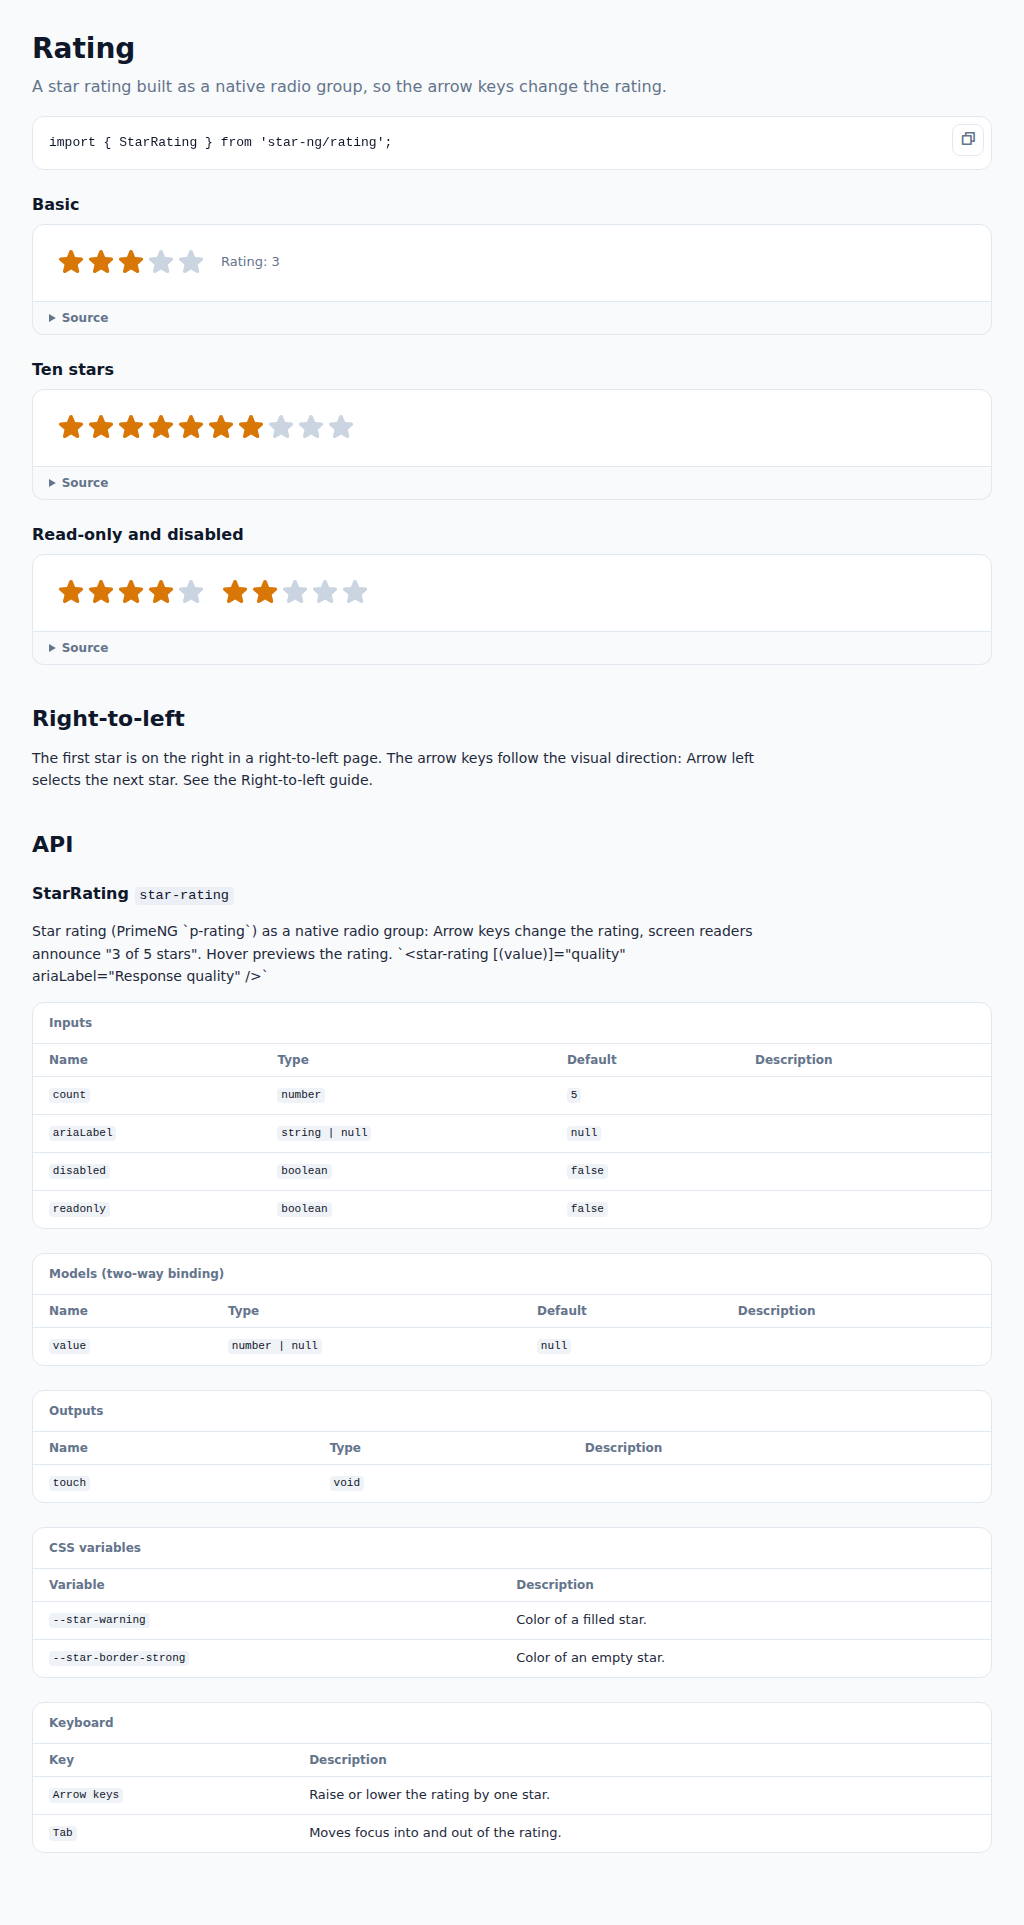 Rating
A star rating built as a native radio group, so the arrow keys change the rating.
import { StarRating } from 'star-ng/rating';
Basic
Rating: 3
Source
Ten stars
Source
Read-only and disabled
Source
Right-to-left
The first star is on the right in a right-to-left page. The arrow keys follow the visual direction: Arrow left
selects the next star. See the Right-to-left guide.
API
StarRating star-rating
Star rating (PrimeNG `p-rating`) as a native radio group: Arrow keys change the rating, screen readers
announce "3 of 5 stars". Hover previews the rating. `<star-rating [(value)]="quality"
ariaLabel="Response quality" />`
Inputs
Name Type Default Description
count number 5
ariaLabel string | null null
disabled boolean false
readonly boolean false
Models (two-way binding)
Name Type Default Description
value number | null null
Outputs
Name Type Description
touch void
CSS variables
Variable Description
--star-warning Color of a filled star.
--star-border-strong Color of an empty star.
Keyboard
Key Description
Arrow keys Raise or lower the rating by one star.
Tab Moves focus into and out of the rating.